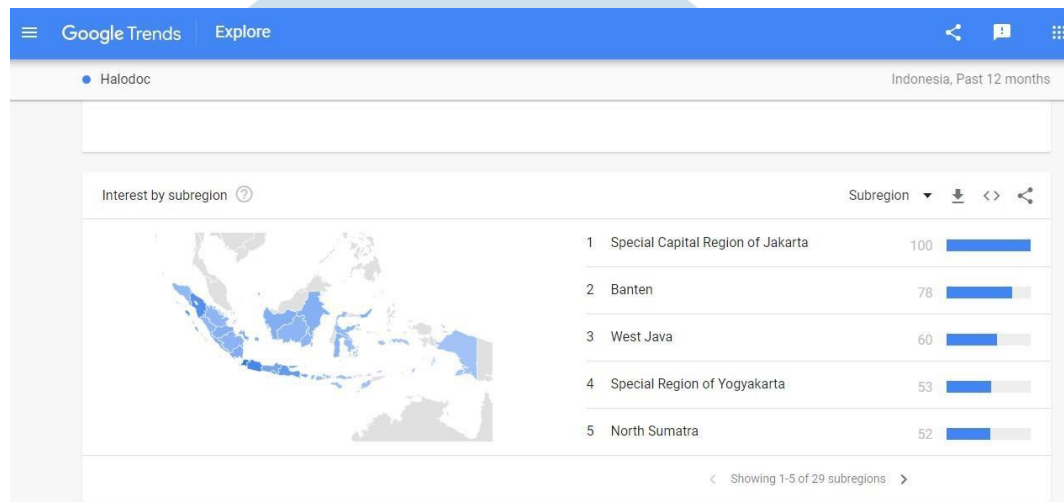 Google Trends Explore
Halodoc Indonesia, Past 12 months
Interest by subregion Subregion
1 Special Capital Region of Jakarta 100
2 Banten 78
3 West Java 60
4 Special Region of Yogyakarta 53
5 North Sumatra 52
Showing 1-5 of 29 subregions